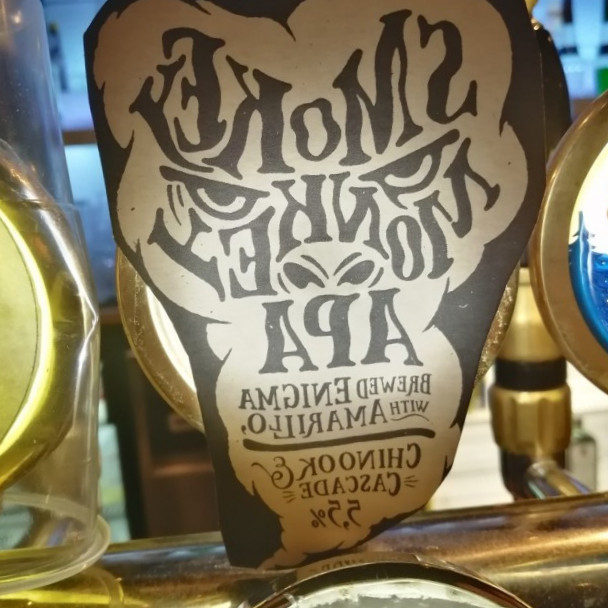 SMOKEY
MONKEY
APA
BREWED ENIGMA
WITH AMARILLO,
CHINOOK &
CASCADE
5,5%